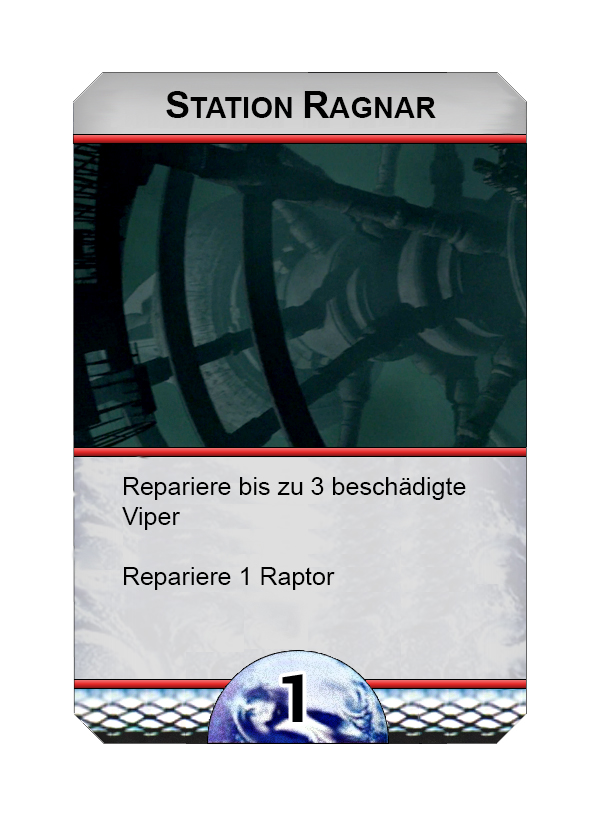 STATION RAGNAR
Repariere bis zu 3 beschädigte
Viper
Repariere 1 Raptor
1